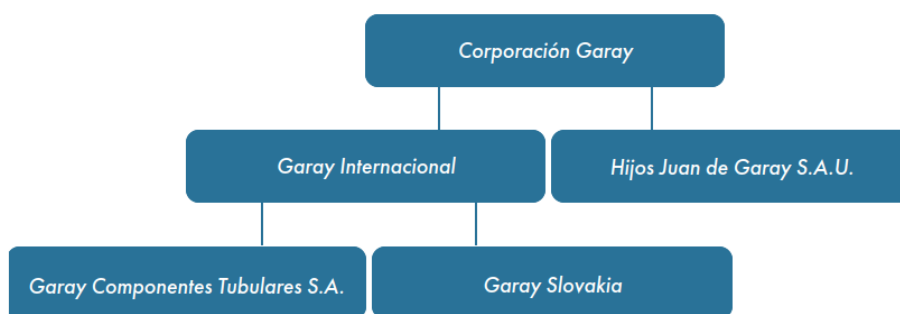 Corporación Garay
Garay Internacional
Hijos Juan de Garay S.A.U.
Garay Componentes Tubulares S.A.
Garay Slovakia